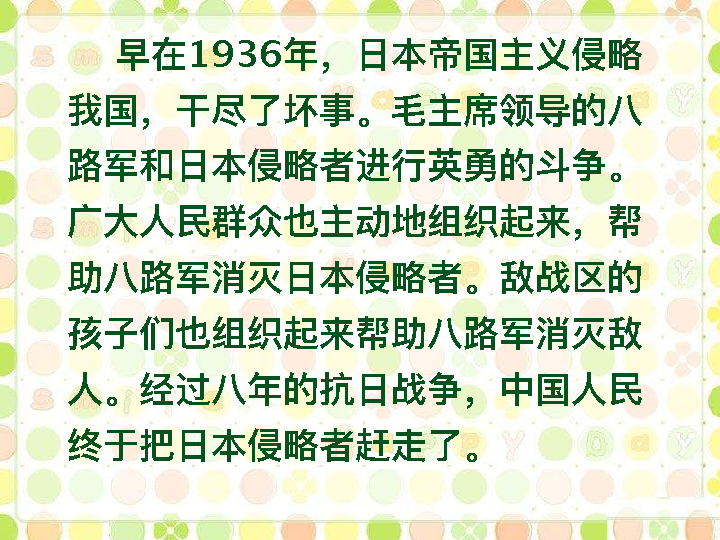 早在1936年，日本帝国主义侵略
我国，干尽了坏事。毛主席领导的八
路军和日本侵略者进行英勇的斗争。
广大人民群众也主动地组织起来，帮
助八路军消灭日本侵略者。敌战区的
孩子们也组织起来帮助八路军消灭敌
人。经过八年的抗日战争，中国人民
终于把日本侵略者赶走了。